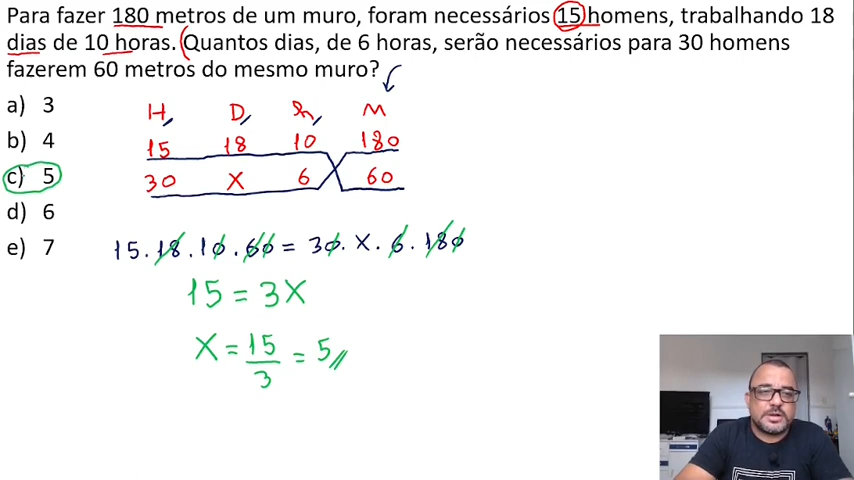 Para fazer 180 metros de um muro, foram necessários 15 homens, trabalhando 18
dias de 10 horas. Quantos dias, de 6 horas, serão necessários para 30 homens
fazerem 60 metros do mesmo muro?
a) 3
b) 4
c) 5
d) 6
e) 7
H D h M
15 18 10 180
30 X 6 60
15.18.10.60 = 30.X.6.180
15 = 3X
X = 15/3 = 5